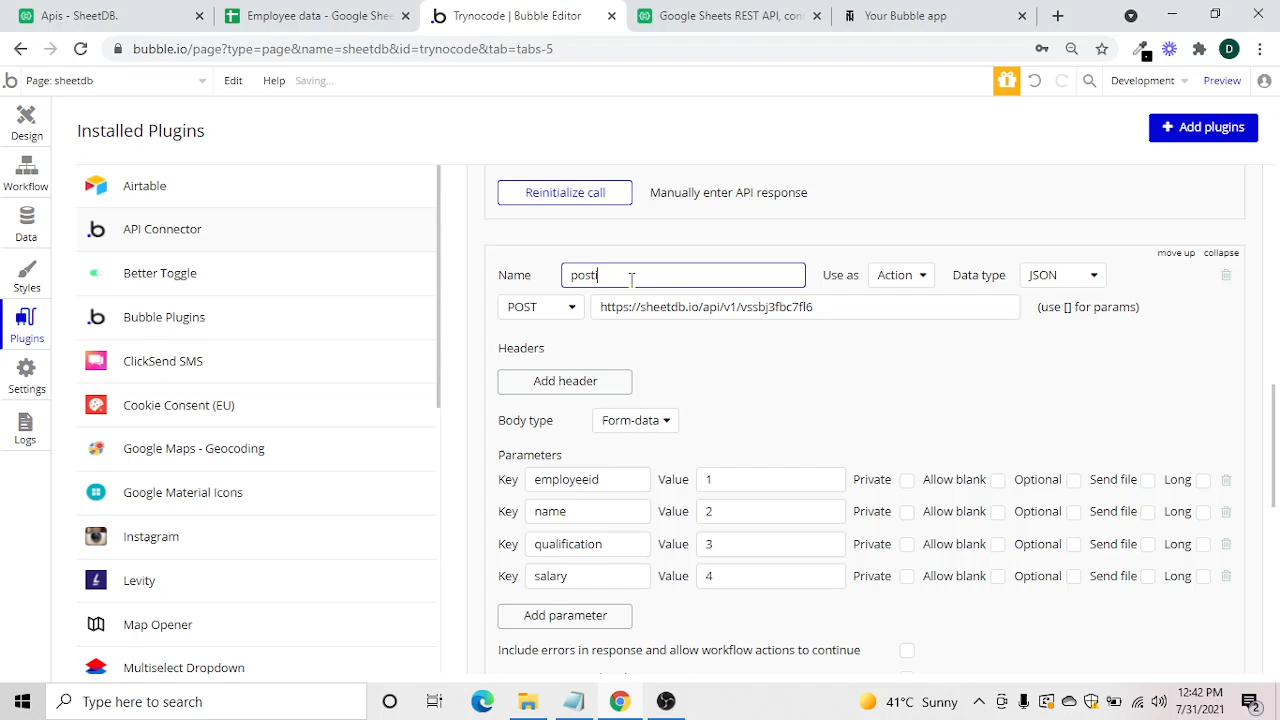 Apis - SheetDB
Employee data - Google Shee
Trynocode | Bubble Editor
Google Sheets REST API, con
Your Bubble app
bubble.io/page?type=page&name=sheetdb&id=trynocode&tab=tabs-5
D
Page: sheetdb
Edit
Help
Saving...
Development
Preview
Design
Workflow
Data
Styles
Plugins
Settings
Logs
Installed Plugins
Add plugins
Airtable
API Connector
Better Toggle
Bubble Plugins
ClickSend SMS
Cookie Consent (EU)
Google Maps - Geocoding
Google Material Icons
Instagram
Levity
Map Opener
Multiselect Dropdown
Reinitialize call
Manually enter API response
move up collapse
Name posti Use as Action Data type JSON
POST https://sheetdb.io/api/v1/vssbj3fbc7fl6 (use [] for params)
Headers
Add header
Body type Form-data
Parameters
Key employeeid Value 1 Private Allow blank Optional Send file Long
Key name Value 2 Private Allow blank Optional Send file Long
Key qualification Value 3 Private Allow blank Optional Send file Long
Key salary Value 4 Private Allow blank Optional Send file Long
Add parameter
Include errors in response and allow workflow actions to continue
Type here to search
41°C Sunny
12:42 PM
7/31/2021
2